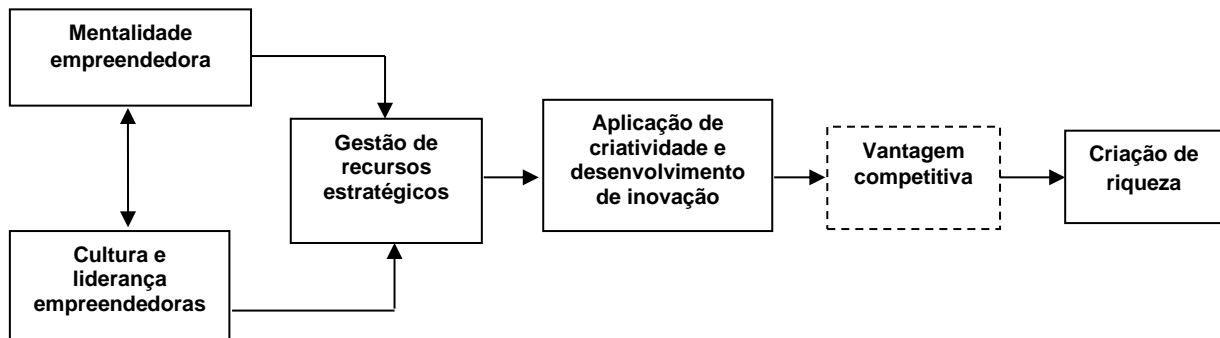 Mentalidade
empreendedora
Cultura e
liderança
empreendedoras
Gestão de
recursos
estratégicos
Aplicação de
criatividade e
desenvolvimento
de inovação
Vantagem
competitiva
Criação de
riqueza